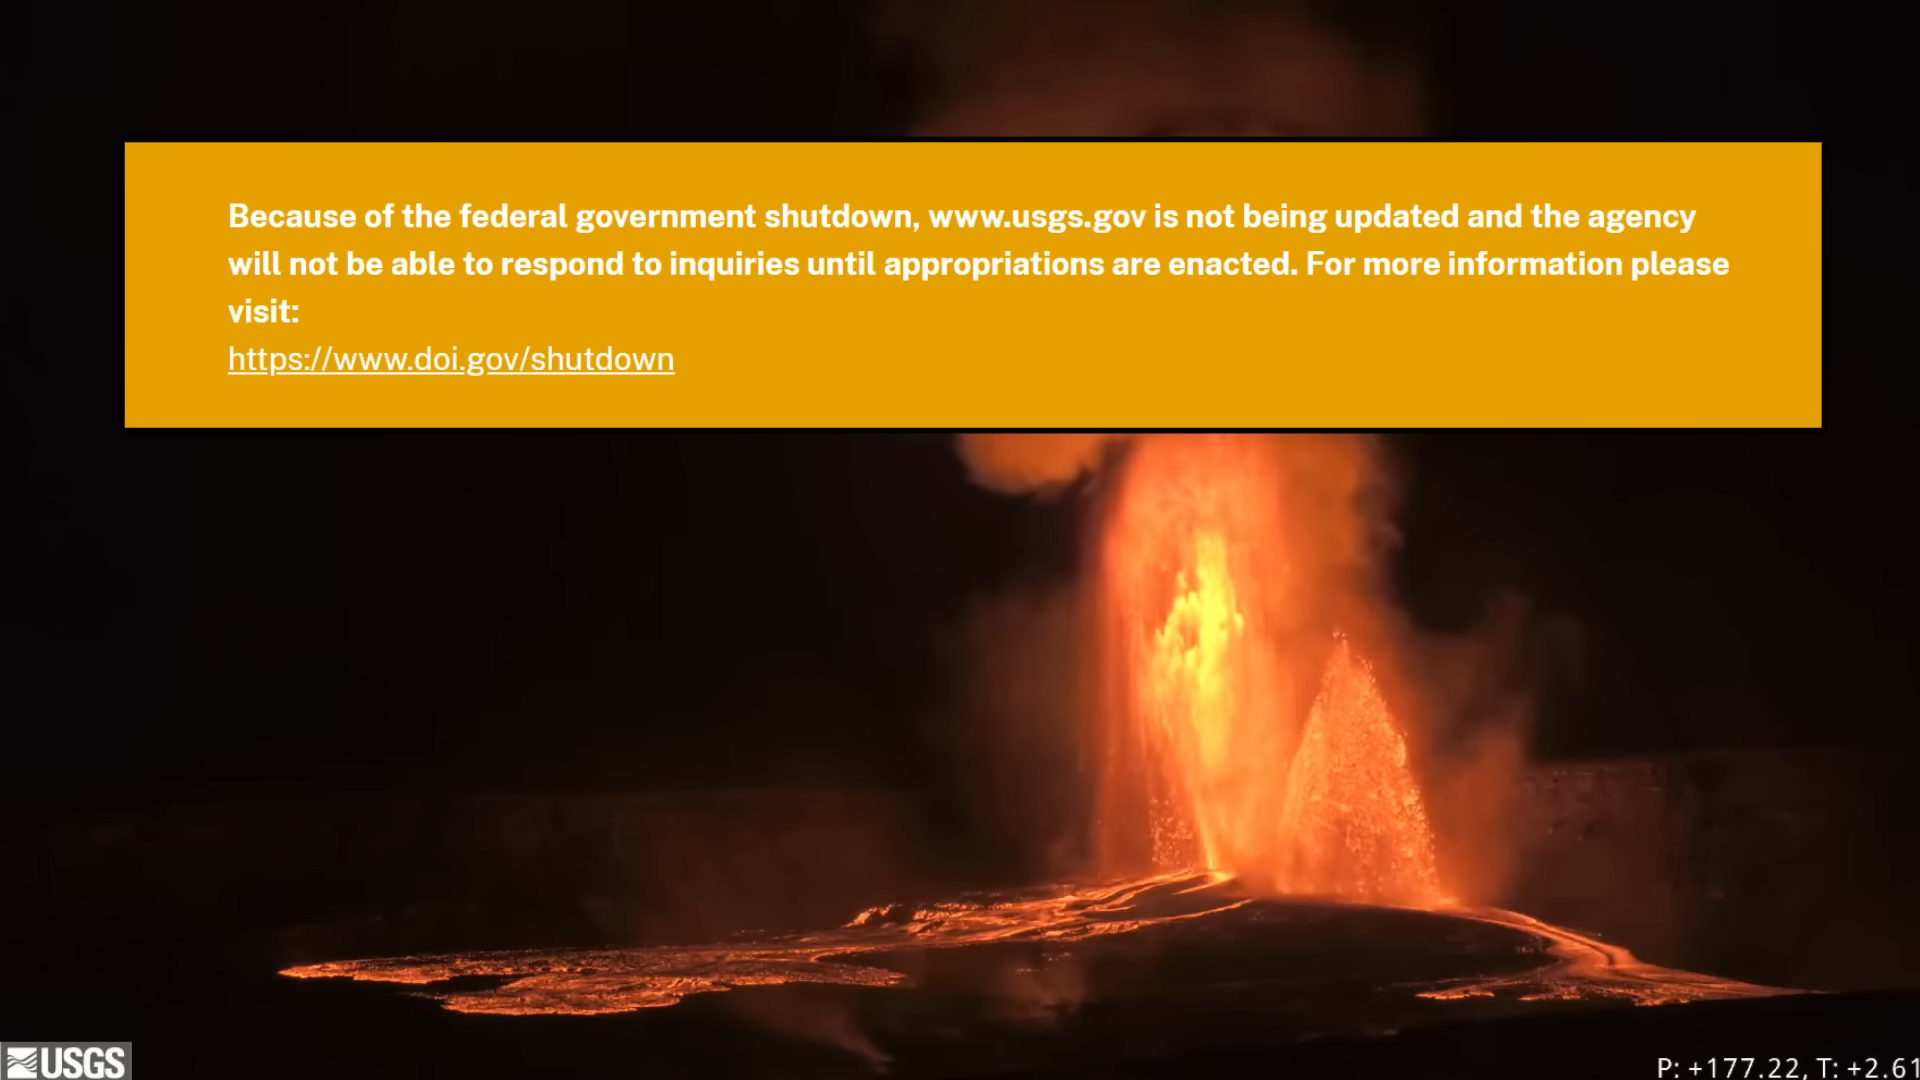 Because of the federal government shutdown, www.usgs.gov is not being updated and the agency
will not be able to respond to inquiries until appropriations are enacted. For more information please
visit:
https://www.doi.gov/shutdown
USGS
P: +177.22, T: +2.61